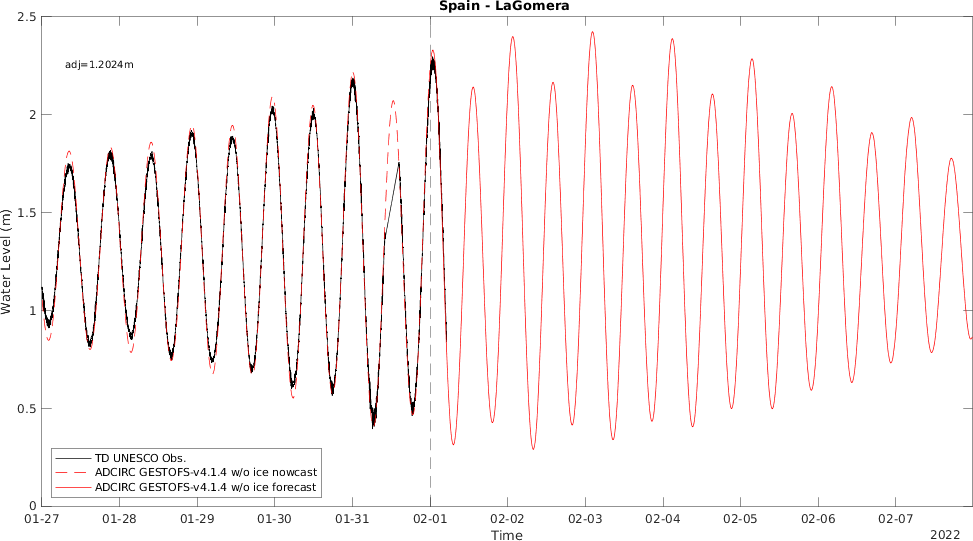 Spain - LaGomera
adj=1.2024m
2.5
2
1.5
1
0.5
0
Water Level (m)
TD UNESCO Obs.
ADCIRC GESTOFS-v4.1.4 w/o ice nowcast
ADCIRC GESTOFS-v4.1.4 w/o ice forecast
01-27 01-28 01-29 01-30 01-31 02-01 02-02 02-03 02-04 02-05 02-06 02-07
Time
2022